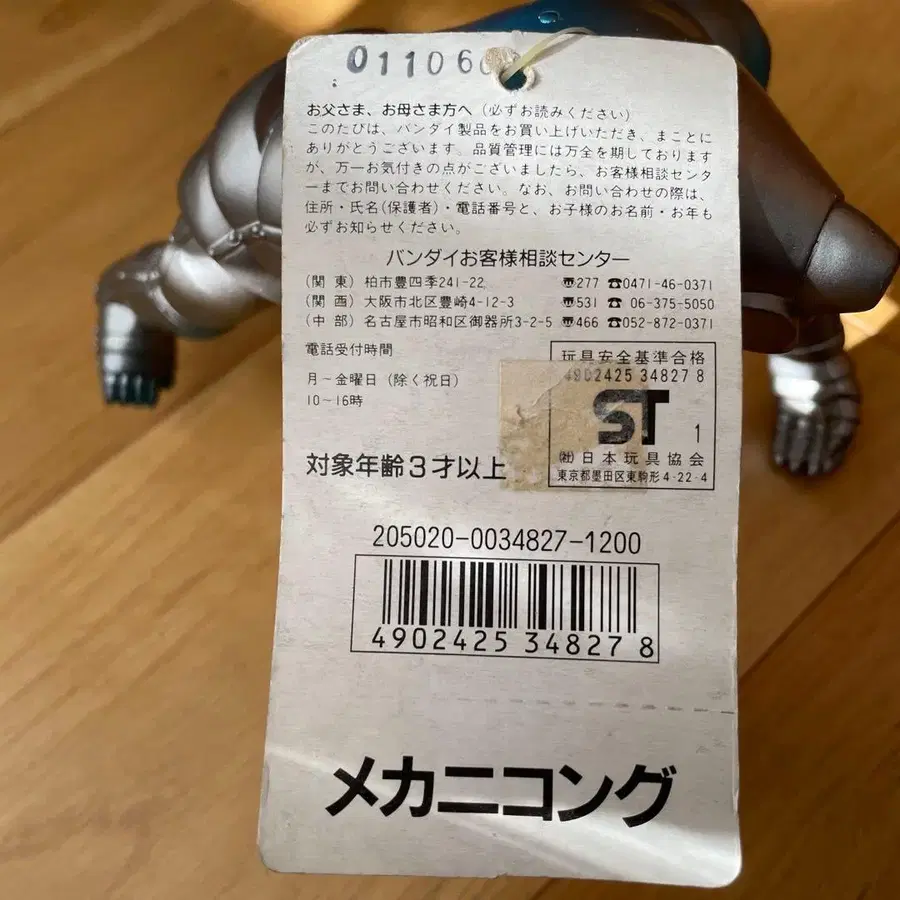 01106
お父さま、お母さま方へ（必ずお読みください）
このたびは、バンダイ製品をお買い上げいただき、まことに
ありがとうございます。品質管理には万全を期しております
が、万一お気付きの点がございましたら、お客様相談センタ
ーまでお問い合わせください。なお、お問い合わせの際は、
住所・氏名(保護者)・電話番号と、お子様のお名前・お年も
必ずお知らせください。
バンダイお客様相談センター
（関 東）柏市豊四季241-22 〠277 ☎0471-46-0371
（関 西）大阪市北区豊崎4-12-3 〠531 ☎ 06-375-5050
（中 部）名古屋市昭和区御器所3-2-5 〠466 ☎052-872-0371
電話受付時間
月～金曜日（除く祝日）
10～16時
玩具安全基準合格
4902425 34827 8
ST 1
㈳日本玩具協会
東京都墨田区東駒形4-22-4
対象年齢3才以上
205020-0034827-1200
4902425 34827 8
メカニコング